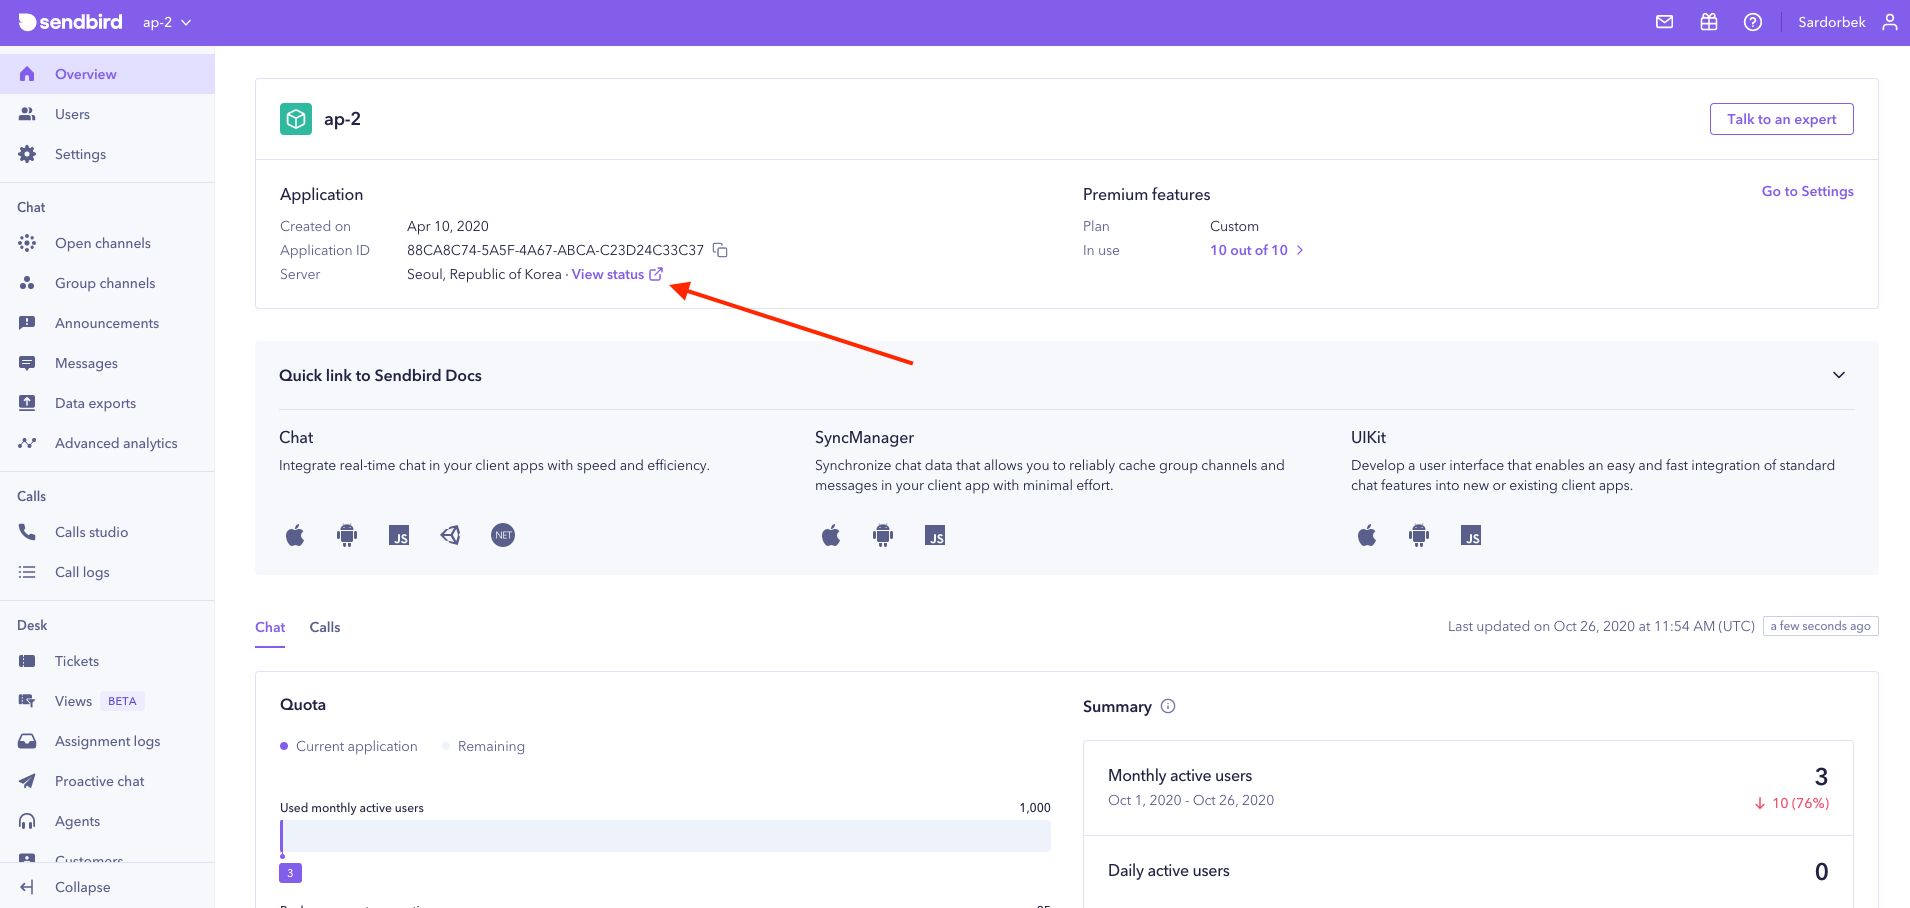 sendbird
ap-2
Sardorbek
Overview
Users
Settings
Chat
Open channels
Group channels
Announcements
Messages
Data exports
Advanced analytics
Calls
Calls studio
Call logs
Desk
Tickets
Views BETA
Assignment logs
Proactive chat
Agents
Customers
Collapse
ap-2
Talk to an expert
Application
Created on Apr 10, 2020
Application ID 88CA8C74-5A5F-4A67-ABCA-C23D24C33C37
Server Seoul, Republic of Korea · View status
Premium features
Go to Settings
Plan Custom
In use 10 out of 10
Quick link to Sendbird Docs
Chat
Integrate real-time chat in your client apps with speed and efficiency.
JS
NET
SyncManager
Synchronize chat data that allows you to reliably cache group channels and
messages in your client app with minimal effort.
JS
UIKit
Develop a user interface that enables an easy and fast integration of standard
chat features into new or existing client apps.
JS
Chat
Calls
Last updated on Oct 26, 2020 at 11:54 AM (UTC) a few seconds ago
Quota
Current application
Remaining
Used monthly active users 1,000
3
Summary
Monthly active users 3
Oct 1, 2020 - Oct 26, 2020 10 (76%)
Daily active users 0